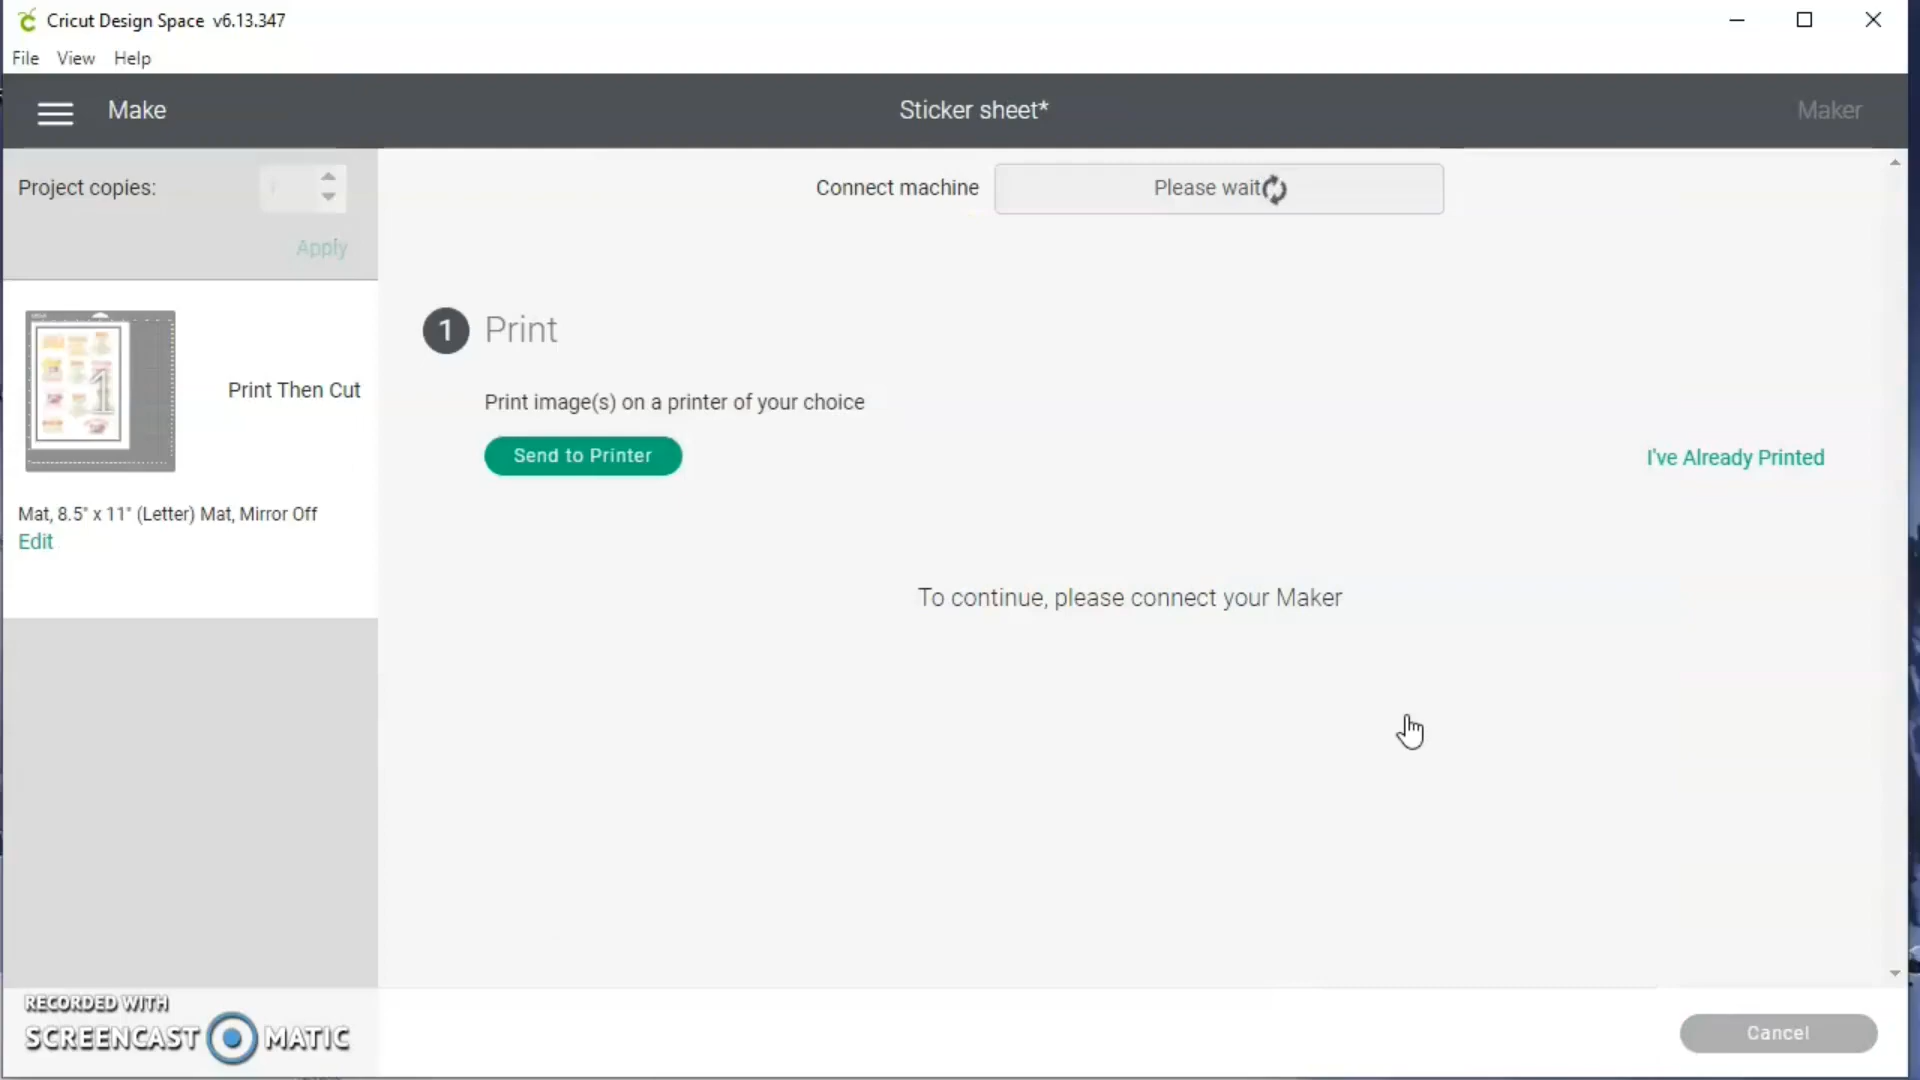 Cricut Design Space v6.13.347
File View Help
Make
Sticker sheet*
Maker
Project copies:
Apply
Connect machine
Please wait
1
Print Then Cut
Mat, 8.5" x 11" (Letter) Mat, Mirror Off
Edit
1 Print
Print image(s) on a printer of your choice
Send to Printer
I've Already Printed
To continue, please connect your Maker
RECORDED WITH
SCREENCAST MATIC
Cancel